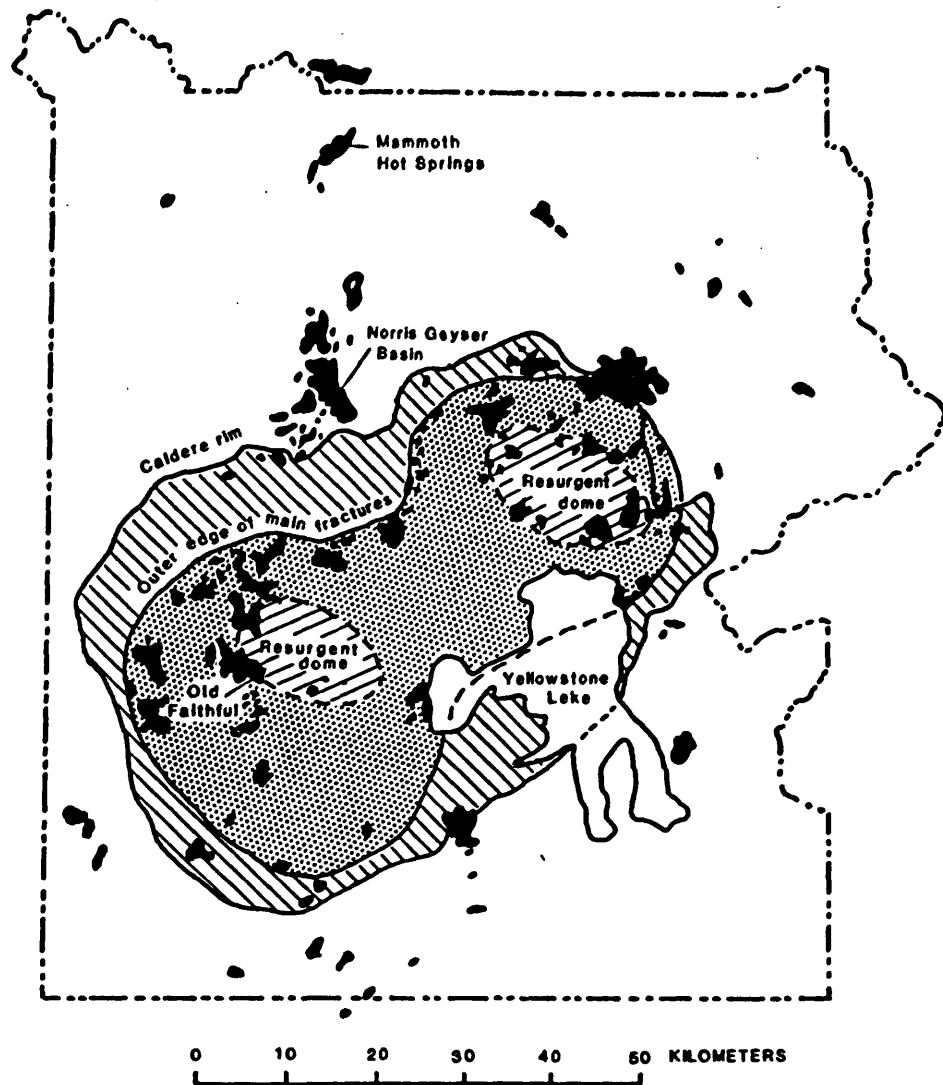 Mammoth
Hot Springs
Norris Geyser
Basin
Caldere rim
Outer edge of main fractures
Resurgent
dome
Resurgent
dome
Old
Faithful
Yellowstone
Lake
0 10 20 30 40 50 KILOMETERS